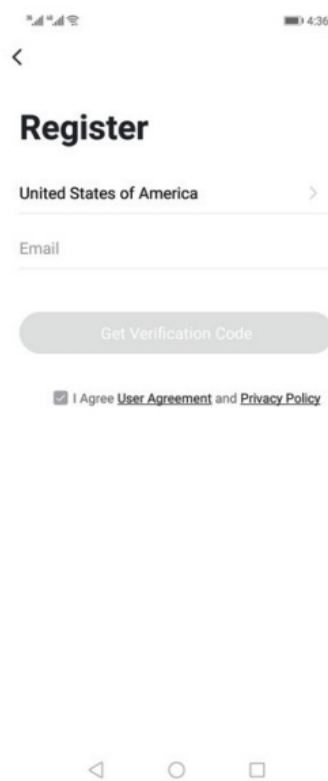 4:36
Register
United States of America
Email
Get Verification Code
I Agree User Agreement and Privacy Policy